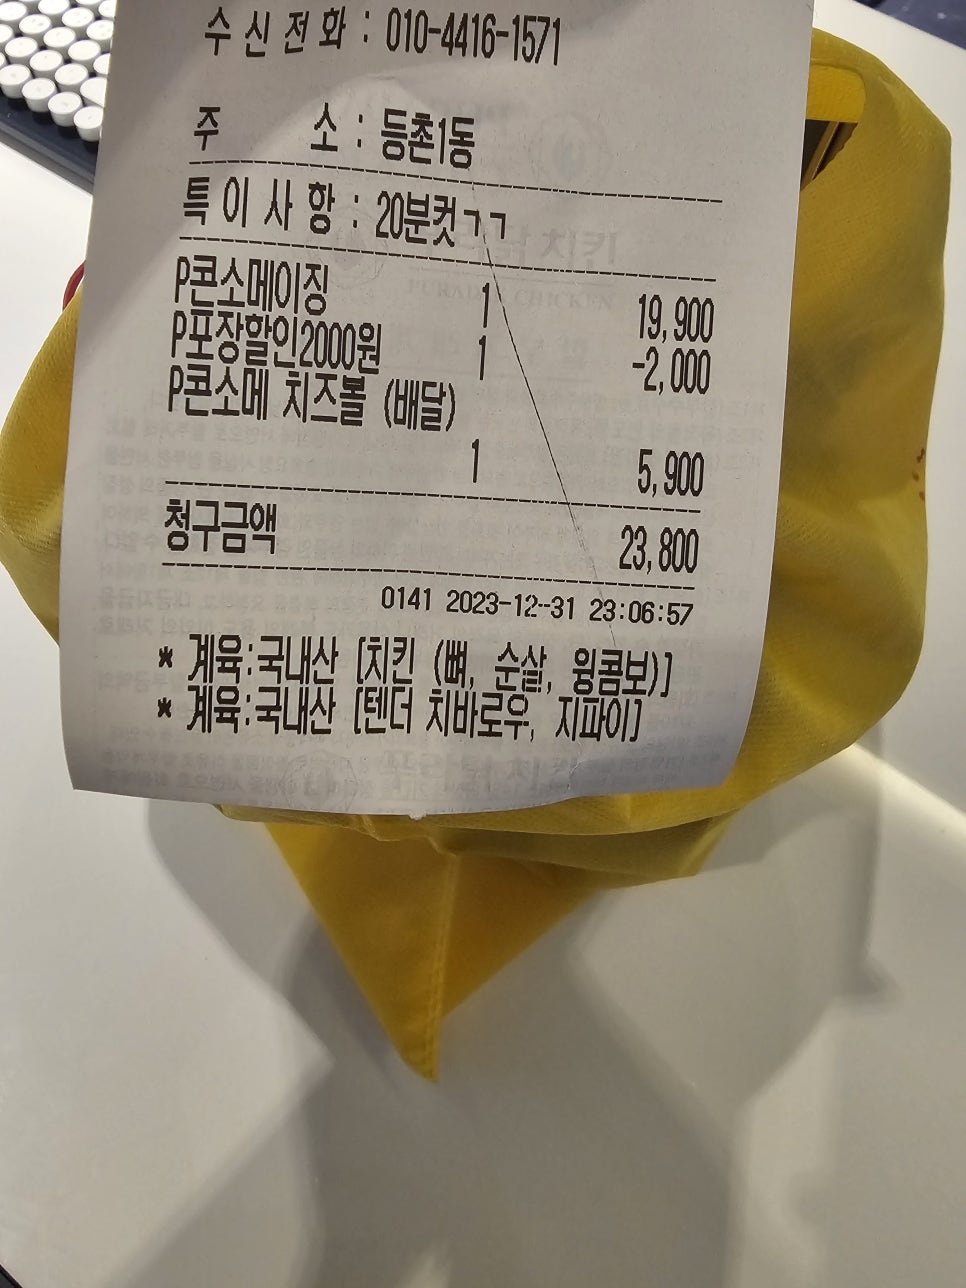 수신전화 : 010-4416-1571
주 소 : 등촌1동
특이사항 : 20분컷ㄱㄱ
P콘소메이징 1 19,900
P포장할인2000원 1 -2,000
P콘소메 치즈볼 (배달)
1 5,900
청구금액 23,800
0141 2023-12-31 23:06:57
* 계육:국내산 [치킨 (뼈, 순살, 윙콤보)]
* 계육:국내산 [텐더 치바로우, 지파이]